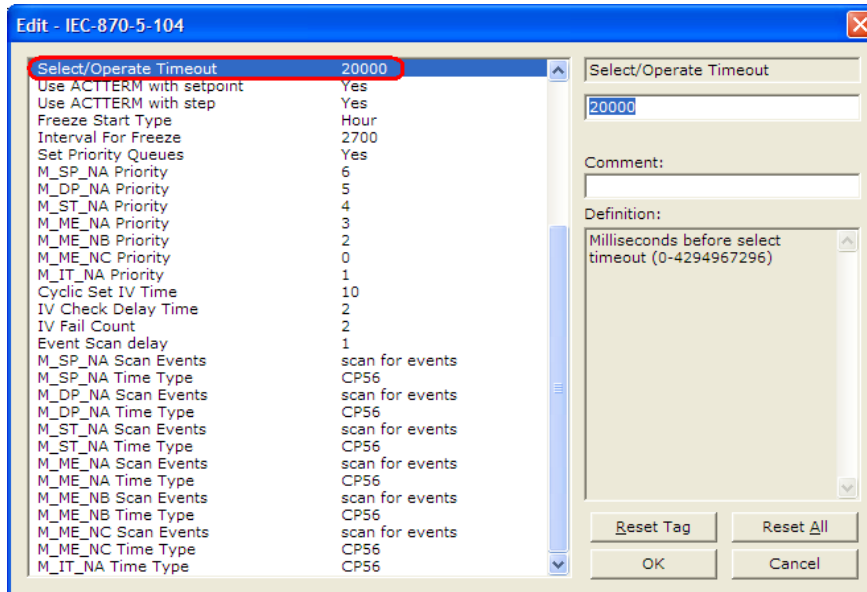 Edit - IEC-870-5-104
Select/Operate Timeout 20000
Use ACTTERM with setpoint Yes
Use ACTTERM with step Yes
Freeze Start Type Hour
Interval For Freeze 2700
Set Priority Queues Yes
M_SP_NA Priority 6
M_DP_NA Priority 5
M_ST_NA Priority 4
M_ME_NA Priority 3
M_ME_NB Priority 2
M_ME_NC Priority 0
M_IT_NA Priority 1
Cyclic Set IV Time 10
IV Check Delay Time 2
IV Fail Count 2
Event Scan delay 1
M_SP_NA Scan Events scan for events
M_SP_NA Time Type CP56
M_DP_NA Scan Events scan for events
M_DP_NA Time Type CP56
M_ST_NA Scan Events scan for events
M_ST_NA Time Type CP56
M_ME_NA Scan Events scan for events
M_ME_NA Time Type CP56
M_ME_NB Scan Events scan for events
M_ME_NB Time Type CP56
M_ME_NC Scan Events scan for events
M_ME_NC Time Type CP56
M_IT_NA Time Type CP56
Select/Operate Timeout
20000
Comment:
Definition:
Milliseconds before select
timeout (0-4294967296)
Reset Tag Reset All
OK Cancel